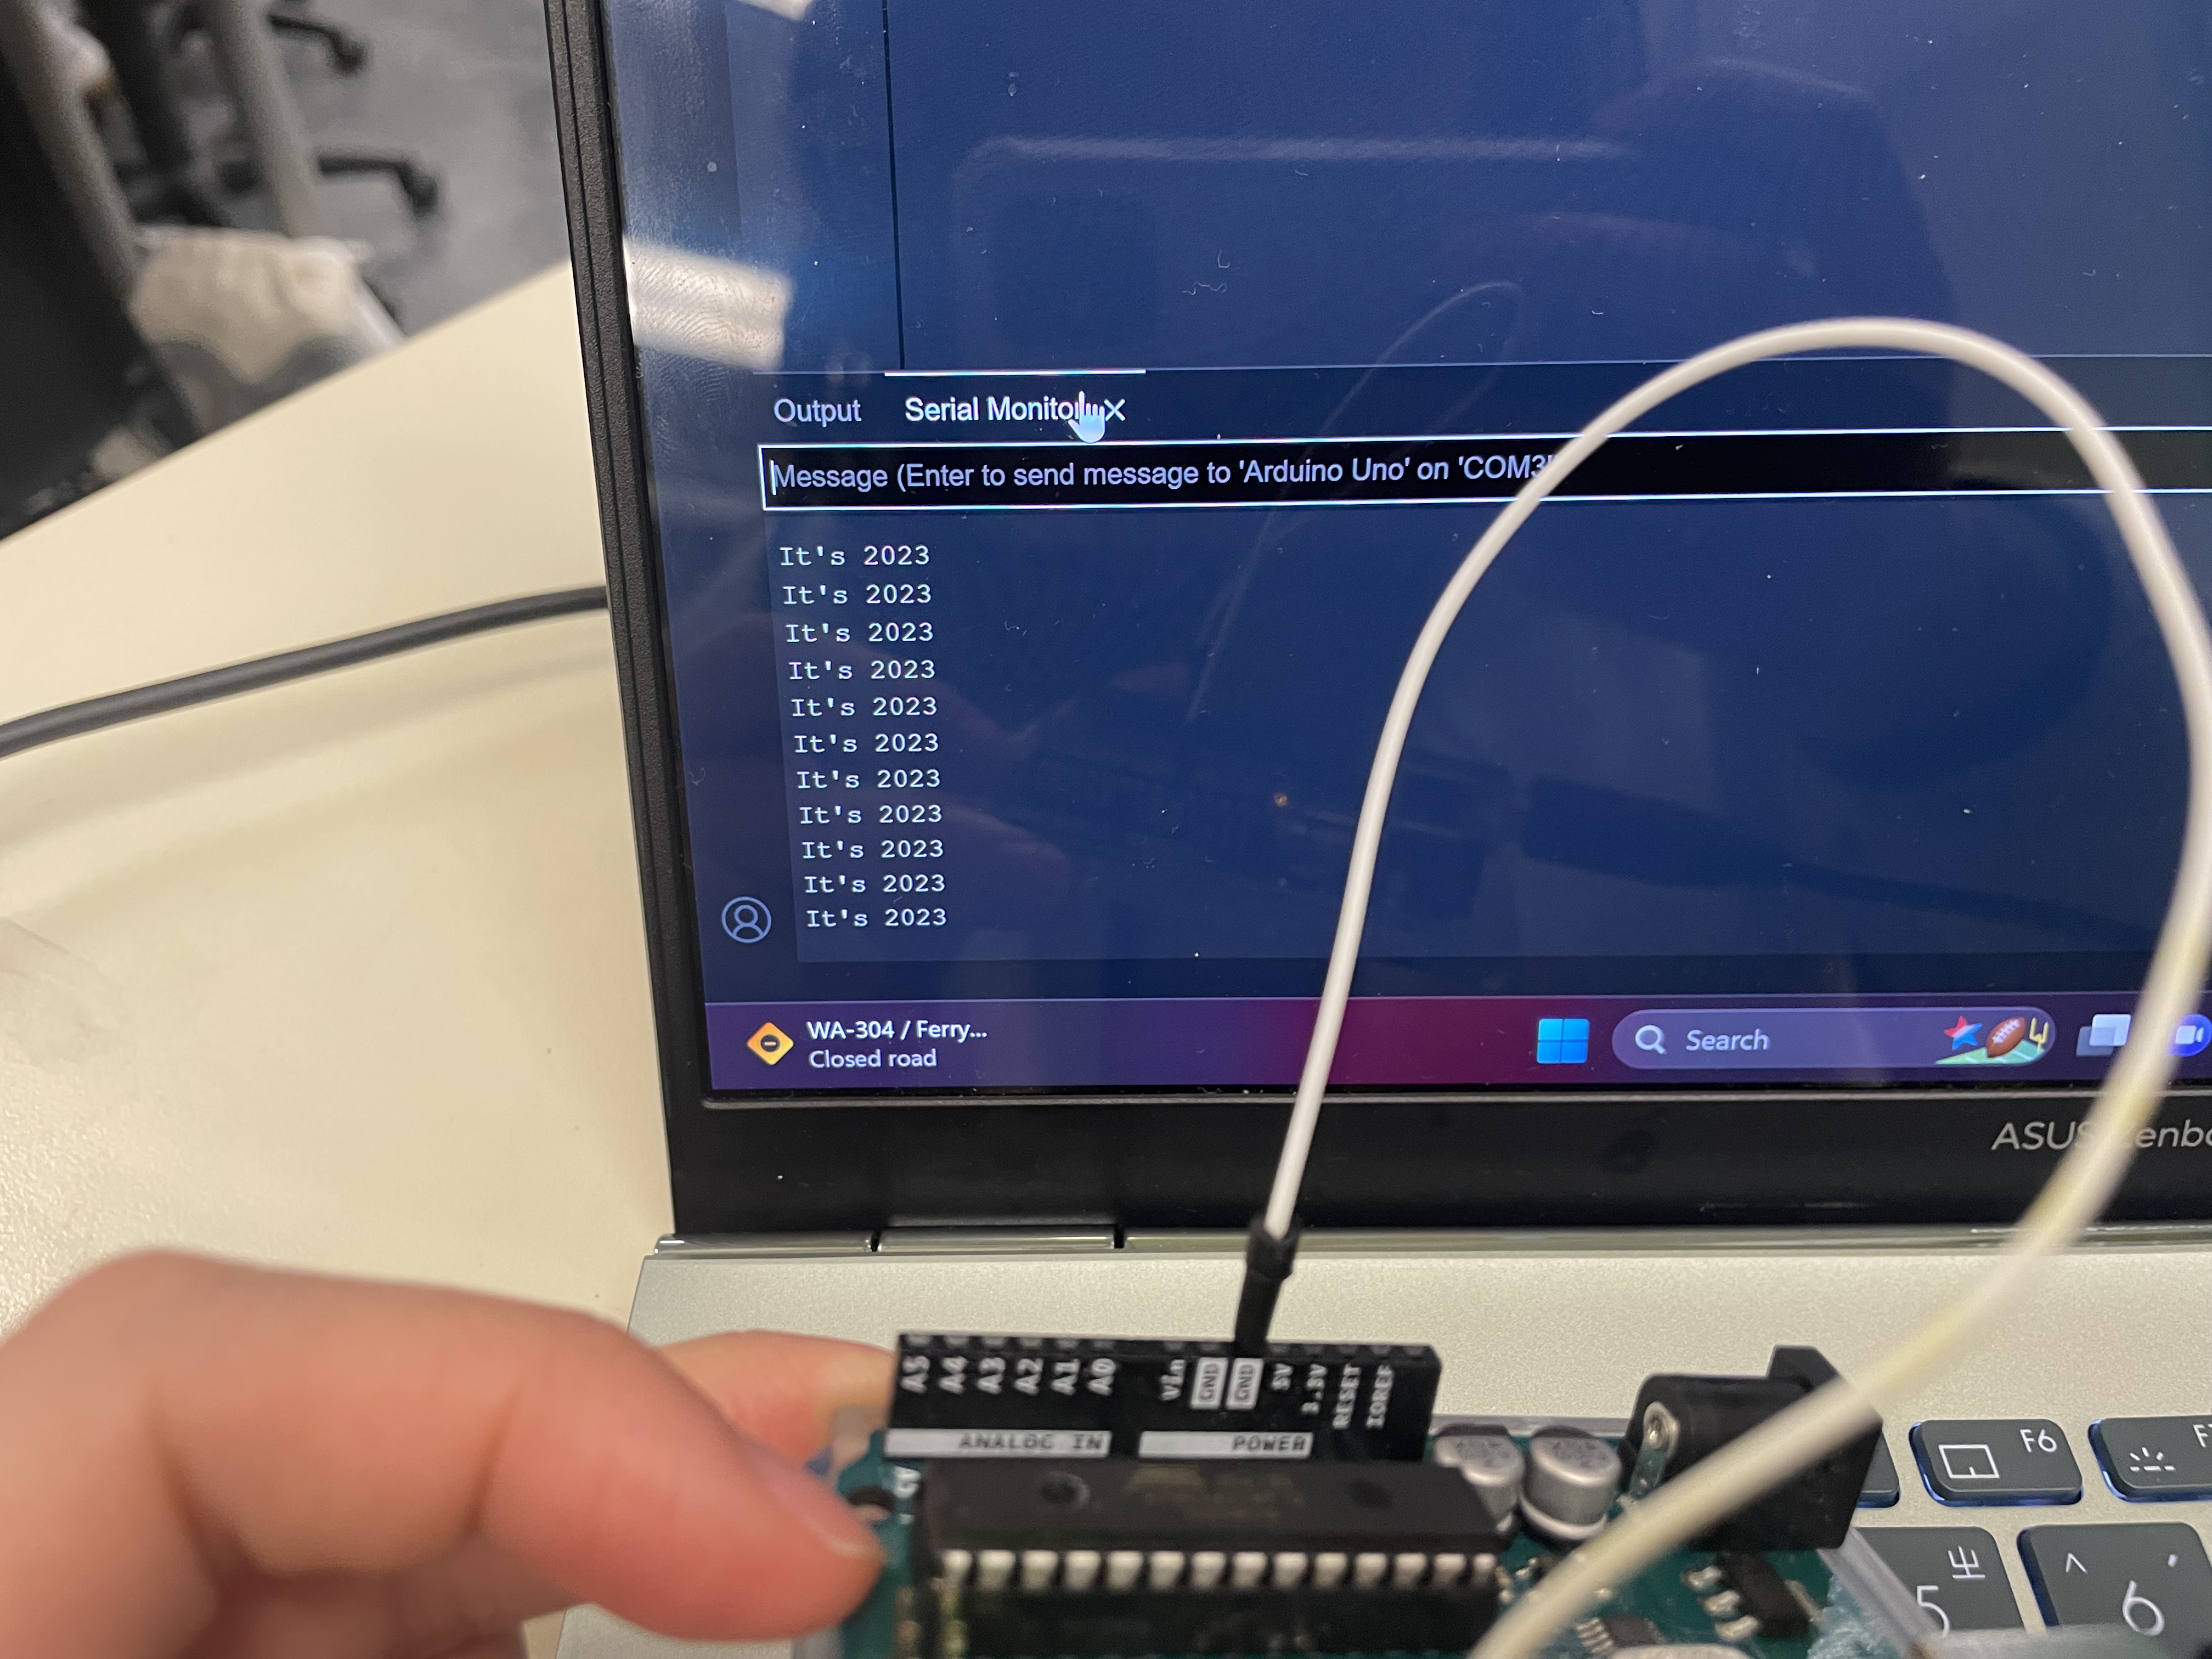 Output Serial Monitor
Message (Enter to send message to 'Arduino Uno' on 'COM3'
It's 2023
It's 2023
It's 2023
It's 2023
It's 2023
It's 2023
It's 2023
It's 2023
It's 2023
It's 2023
It's 2023
WA-304 / Ferry...
Closed road
Search
ASUS
A5 A4 A3 A2 A1 A0 Vin GND GND 5V 3.3V RESET IOREF
ANALOG IN POWER
F6
5 ㄓ
^ 6